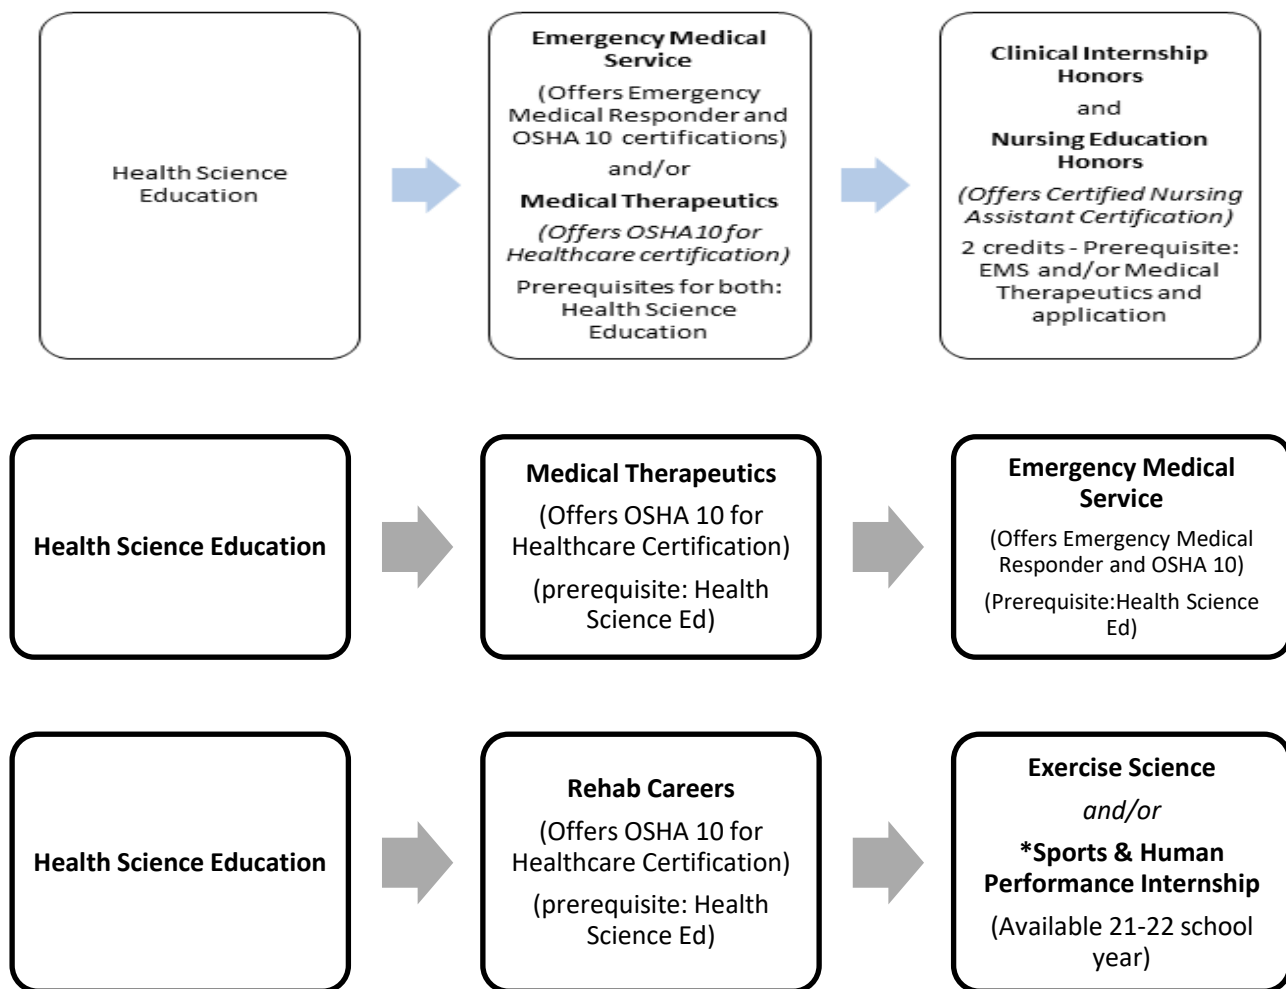 Health Science
Education
Emergency Medical
Service
(Offers Emergency
Medical Responder and
OSHA 10 certifications)
and/or
Medical Therapeutics
(Offers OSHA10 for
Healthcare certification)
Prerequisites for both:
Health Science
Education
Clinical Internship
Honors
and
Nursing Education
Honors
(Offers Certified Nursing
Assistant Certification)
2 credits - Prerequisite:
EMS and/or Medical
Therapeutics and
application
Health Science Education
Medical Therapeutics
(Offers OSHA 10 for
Healthcare Certification)
(prerequisite: Health
Science Ed)
Emergency Medical
Service
(Offers Emergency Medical
Responder and OSHA 10)
(Prerequisite:Health Science
Ed)
Health Science Education
Rehab Careers
(Offers OSHA 10 for
Healthcare Certification)
(prerequisite: Health
Science Ed)
Exercise Science
and/or
*Sports & Human
Performance Internship
(Available 21-22 school
year)